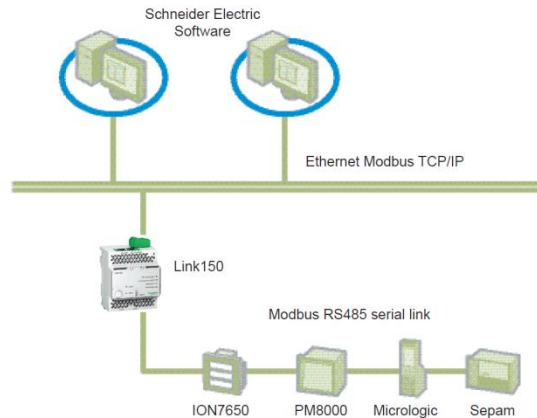 Schneider Electric
Software
Ethernet Modbus TCP/IP
Link150
Modbus RS485 serial link
ION7650
PM8000
Micrologic
Sepam